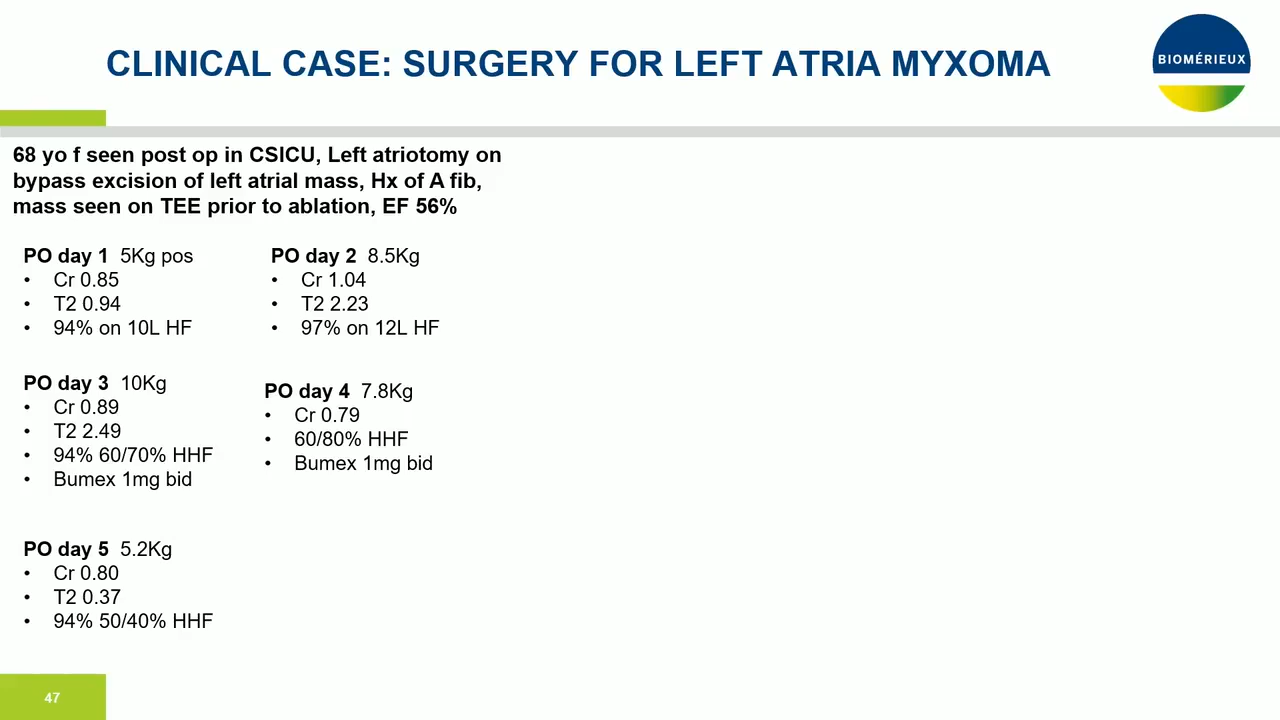 CLINICAL CASE: SURGERY FOR LEFT ATRIA MYXOMA
BIOMÉRIEUX
68 yo f seen post op in CSICU, Left atriotomy on
bypass excision of left atrial mass, Hx of A fib,
mass seen on TEE prior to ablation, EF 56%
PO day 1 5Kg pos
• Cr 0.85
• T2 0.94
• 94% on 10L HF
PO day 2 8.5Kg
• Cr 1.04
• T2 2.23
• 97% on 12L HF
PO day 3 10Kg
• Cr 0.89
• T2 2.49
• 94% 60/70% HHF
• Bumex 1mg bid
PO day 4 7.8Kg
• Cr 0.79
• 60/80% HHF
• Bumex 1mg bid
PO day 5 5.2Kg
• Cr 0.80
• T2 0.37
• 94% 50/40% HHF
47